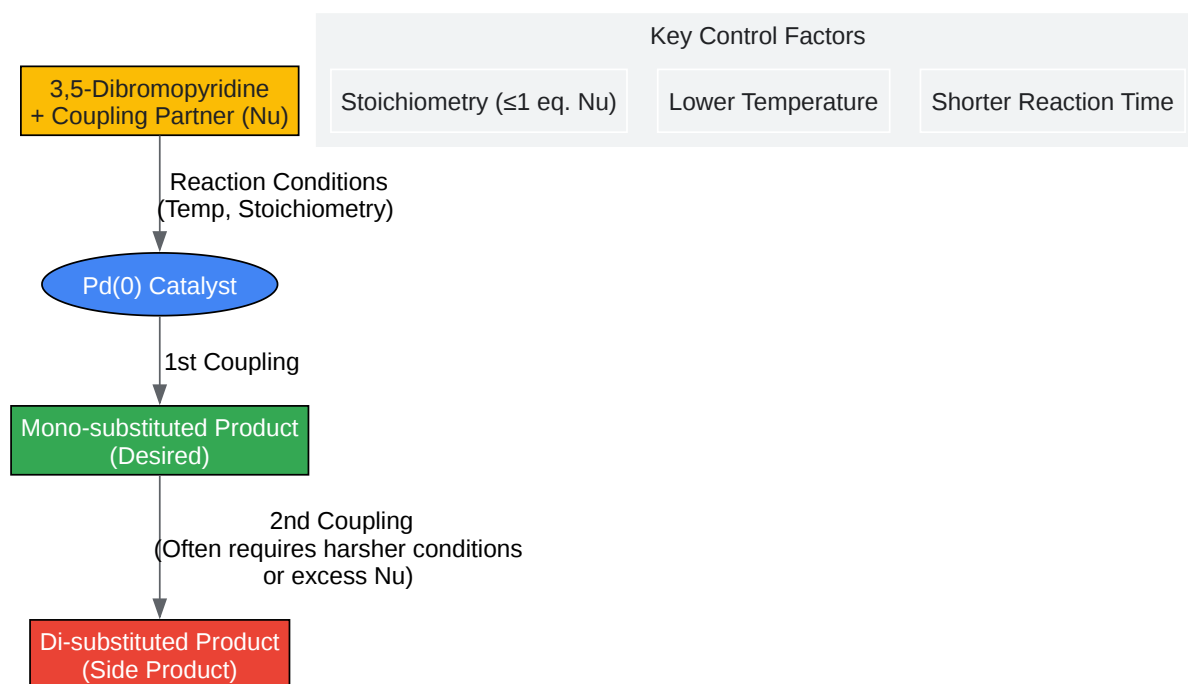 Key Control Factors
3,5-Dibromopyridine
+ Coupling Partner (Nu)
Stoichiometry (≤1 eq. Nu)
Lower Temperature
Shorter Reaction Time
Reaction Conditions
(Temp, Stoichiometry)
Pd(0) Catalyst
1st Coupling
Mono-substituted Product
(Desired)
2nd Coupling
(Often requires harsher conditions
or excess Nu)
Di-substituted Product
(Side Product)